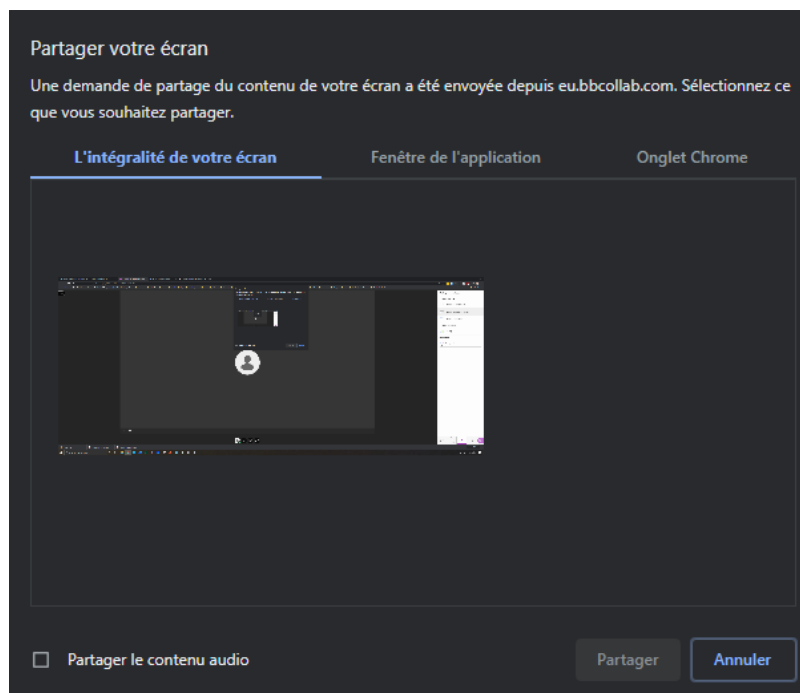 Partager votre écran
Une demande de partage du contenu de votre écran a été envoyée depuis eu.bbcollab.com. Sélectionnez ce
que vous souhaitez partager.
L'intégralité de votre écran Fenêtre de l'application Onglet Chrome
Partager le contenu audio Partager Annuler